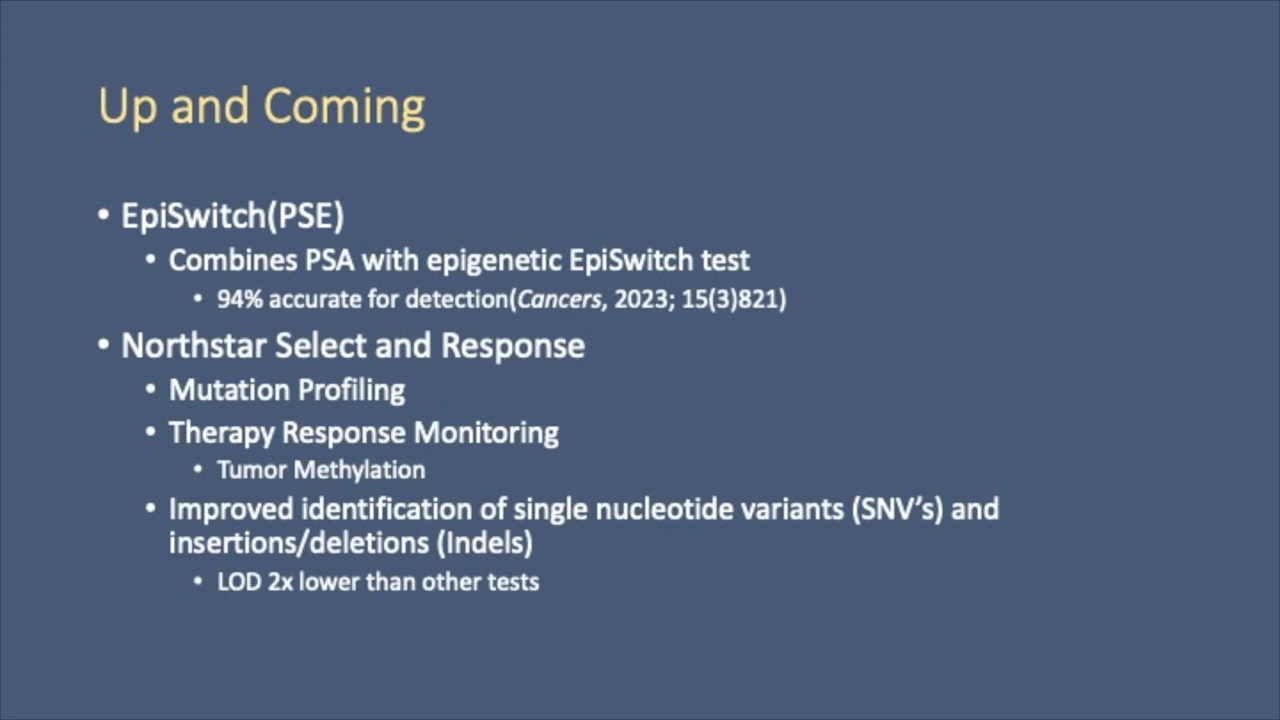 Up and Coming
• EpiSwitch(PSE)
• Combines PSA with epigenetic EpiSwitch test
• 94% accurate for detection(Cancers, 2023; 15(3)821)
• Northstar Select and Response
• Mutation Profiling
• Therapy Response Monitoring
• Tumor Methylation
• Improved identification of single nucleotide variants (SNV’s) and
insertions/deletions (Indels)
• LOD 2x lower than other tests